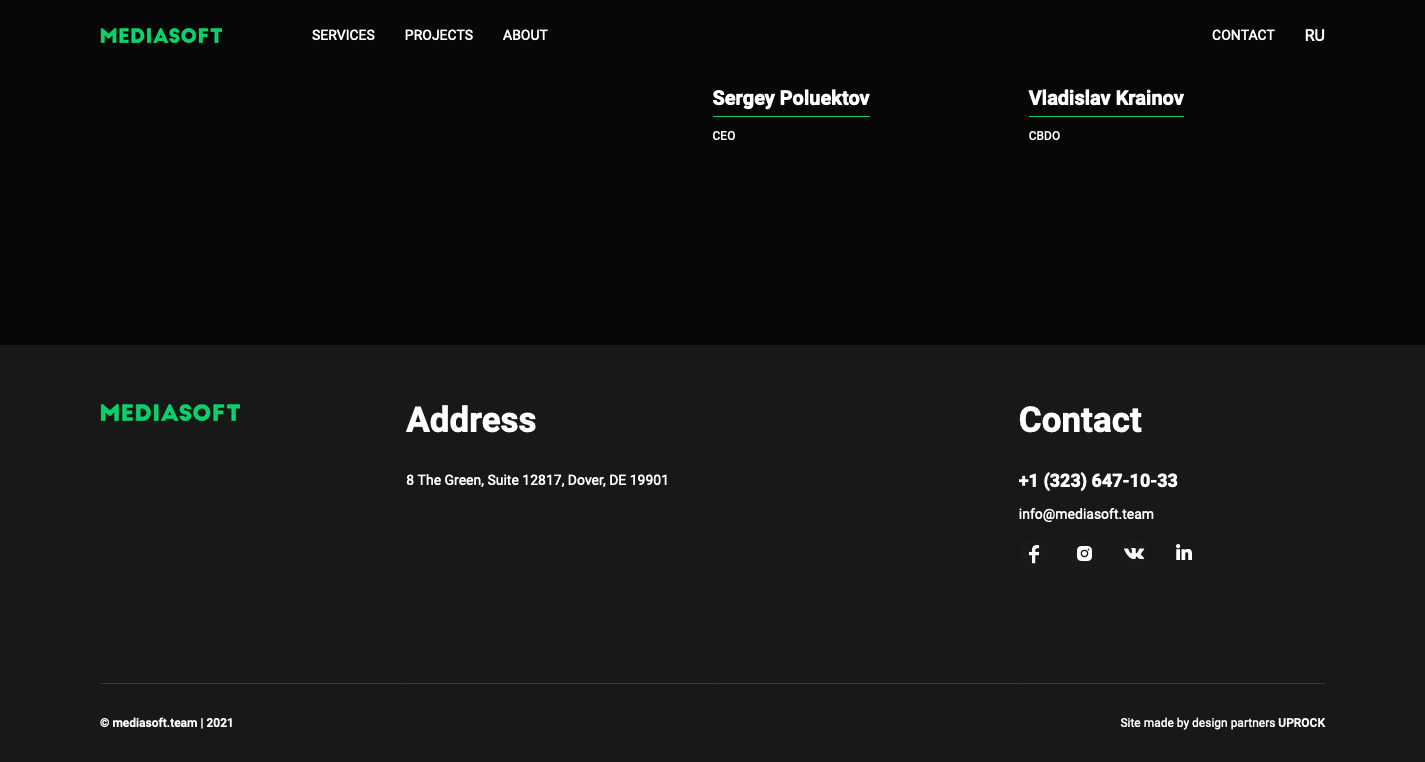 MEDIASOFT SERVICES PROJECTS ABOUT CONTACT RU
Sergey Poluektov
CEO
Vladislav Krainov
CBDO
MEDIASOFT
Address
8 The Green, Suite 12817, Dover, DE 19901
Contact
+1 (323) 647-10-33
info@mediasoft.team
© mediasoft.team | 2021
Site made by design partners UPROCK